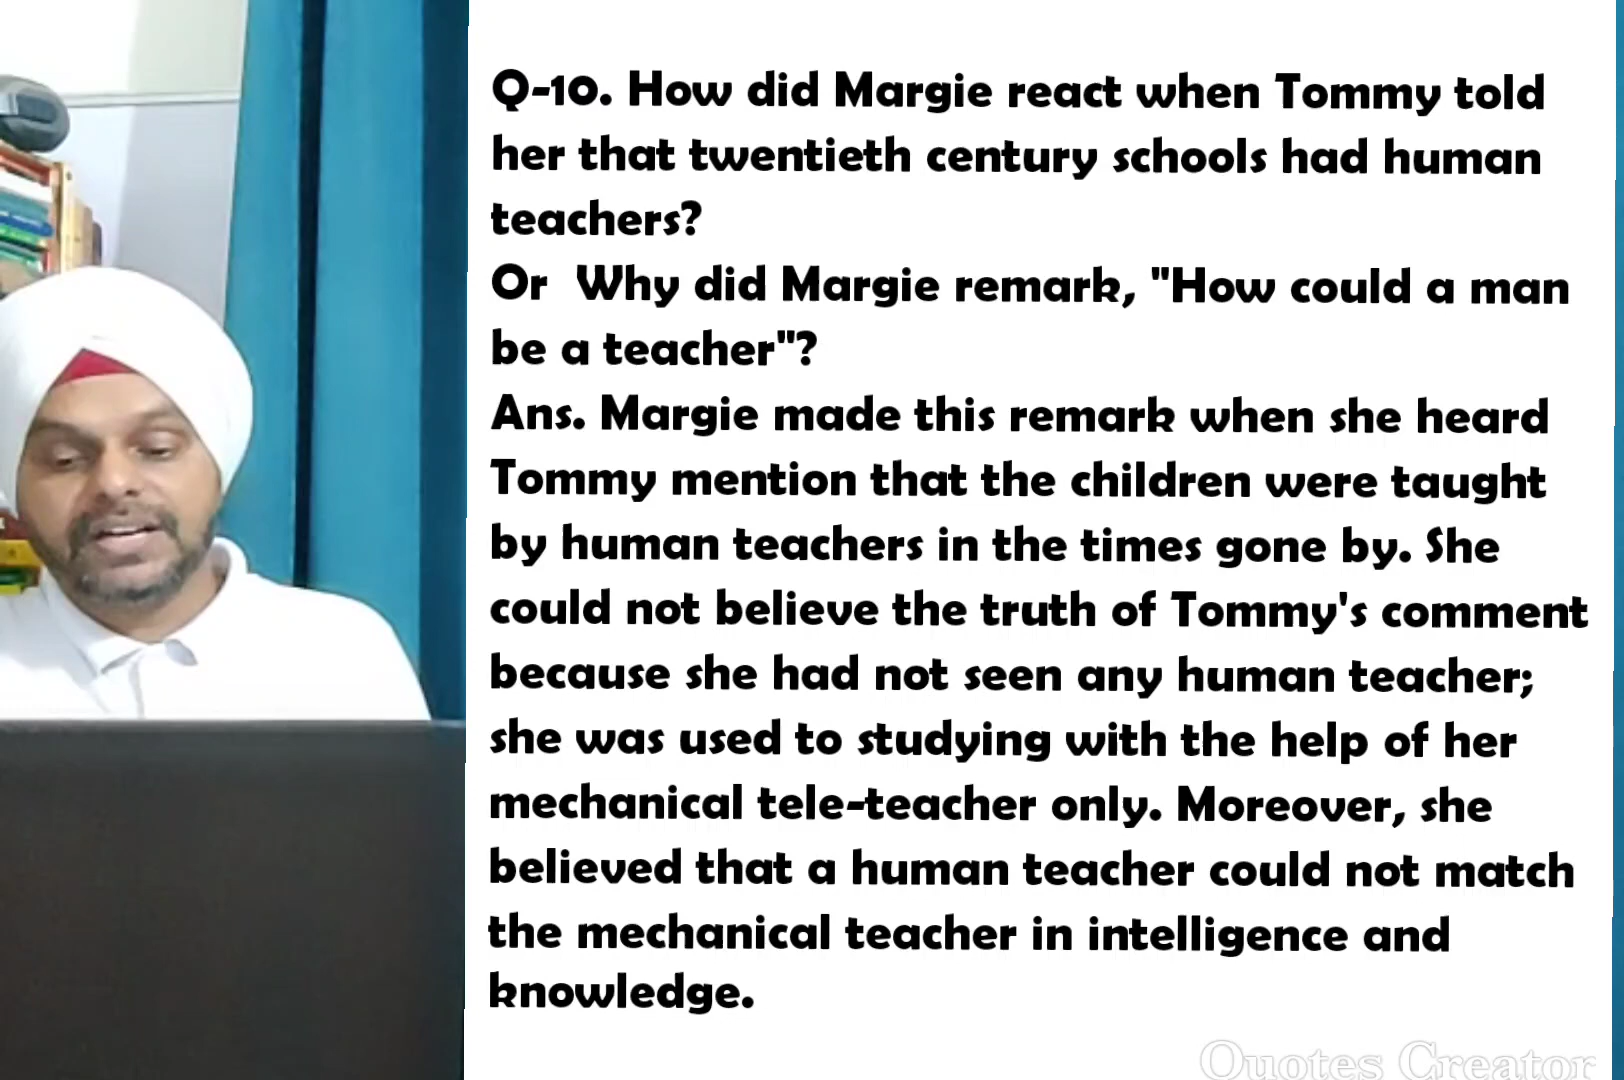 Q-10. How did Margie react when Tommy told
her that twentieth century schools had human
teachers?
Or  Why did Margie remark, "How could a man
be a teacher"?
Ans. Margie made this remark when she heard
Tommy mention that the children were taught
by human teachers in the times gone by. She
could not believe the truth of Tommy's comment
because she had not seen any human teacher;
she was used to studying with the help of her
mechanical tele-teacher only. Moreover, she
believed that a human teacher could not match
the mechanical teacher in intelligence and
knowledge.
Quotes Creator